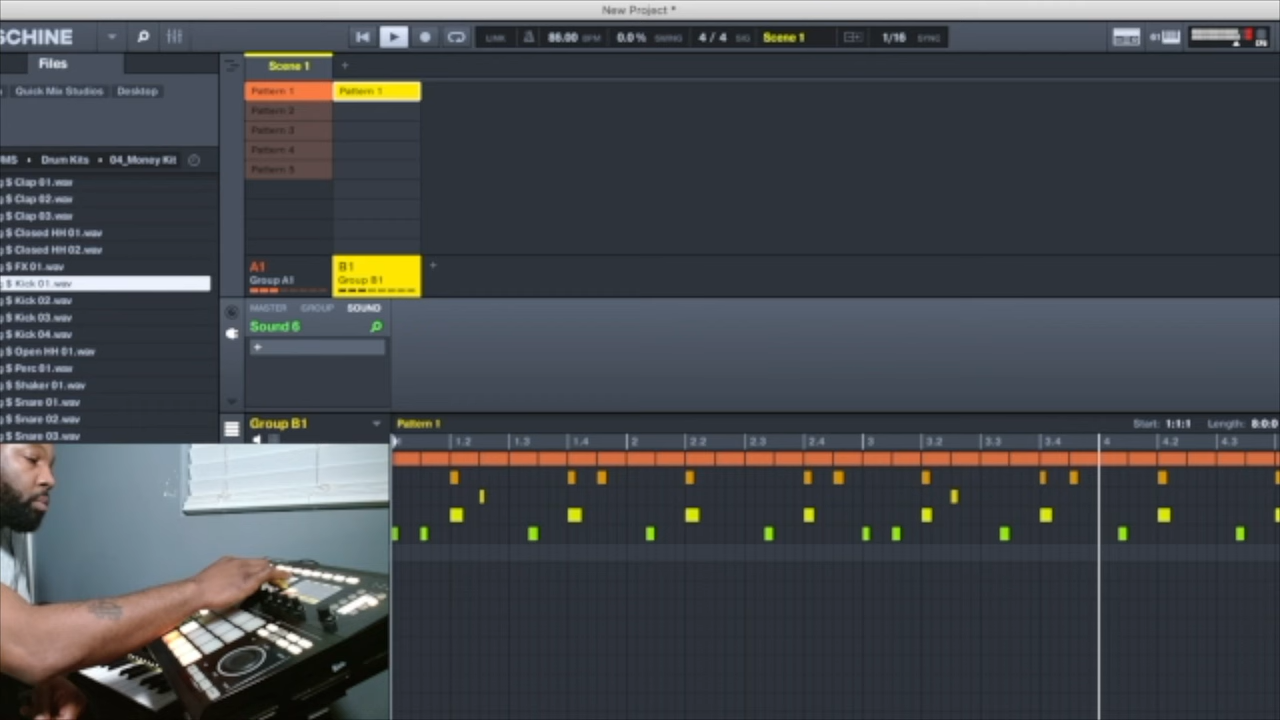 New Project *
SCHINE LINK 86.00 BPM 0.0% SWING 4 / 4 SIG Scene 1 1/16 SYNC
Files Scene 1 +
Quick Mix Studios Desktop Pattern 1 Pattern 1
Pattern 2
Pattern 3
Pattern 4
Drum Kits 04_Money Kit Pattern 5
$ Clap 01.wav
$ Clap 02.wav
$ Clap 03.wav
$ Closed HH 01.wav
$ Closed HH 02.wav
$ FX 01.wav A1 B1 +
$ Kick 01.wav Group A1 Group B1
$ Kick 02.wav
$ Kick 03.wav MASTER GROUP SOUND
$ Kick 04.wav Sound 6
$ Open HH 01.wav +
$ Perc 01.wav
$ Shaker 01.wav
$ Snare 01.wav
$ Snare 02.wav Group B1 Pattern 1 Start: 1:1:1 Length: 8:0:0
$ Snare 03.wav 1.2 1.3 1.4 2 2.2 2.3 2.4 3 3.2 3.3 3.4 4 4.2 4.3